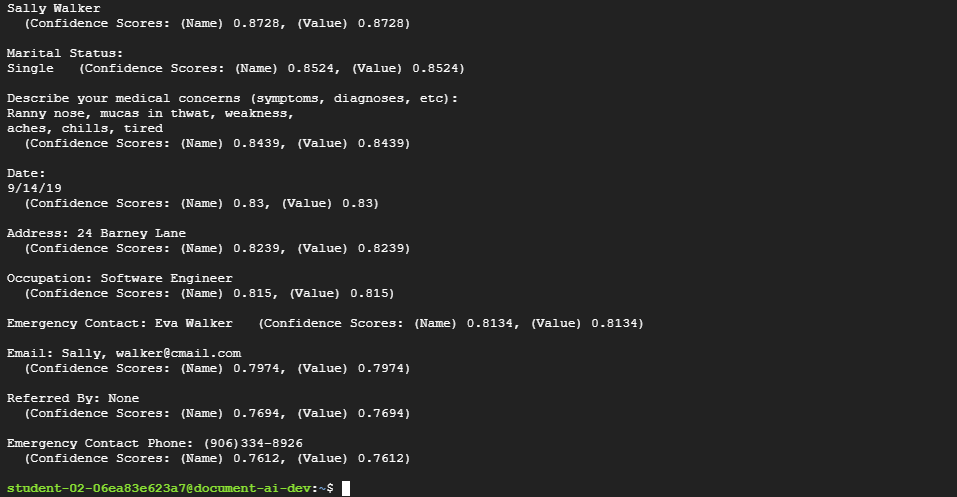 Sally Walker
(Confidence Scores: (Name) 0.8728, (Value) 0.8728)
Marital Status:
Single (Confidence Scores: (Name) 0.8524, (Value) 0.8524)
Describe your medical concerns (symptoms, diagnoses, etc):
Ranny nose, mucas in thwat, weakness,
aches, chills, tired
(Confidence Scores: (Name) 0.8439, (Value) 0.8439)
Date:
9/14/19
(Confidence Scores: (Name) 0.83, (Value) 0.83)
Address: 24 Barney Lane
(Confidence Scores: (Name) 0.8239, (Value) 0.8239)
Occupation: Software Engineer
(Confidence Scores: (Name) 0.815, (Value) 0.815)
Emergency Contact: Eva Walker (Confidence Scores: (Name) 0.8134, (Value) 0.8134)
Email: Sally, walker@cmail.com
(Confidence Scores: (Name) 0.7974, (Value) 0.7974)
Referred By: None
(Confidence Scores: (Name) 0.7694, (Value) 0.7694)
Emergency Contact Phone: (906)334-8926
(Confidence Scores: (Name) 0.7612, (Value) 0.7612)
student-02-06ea83e623a7@document-ai-dev:~$